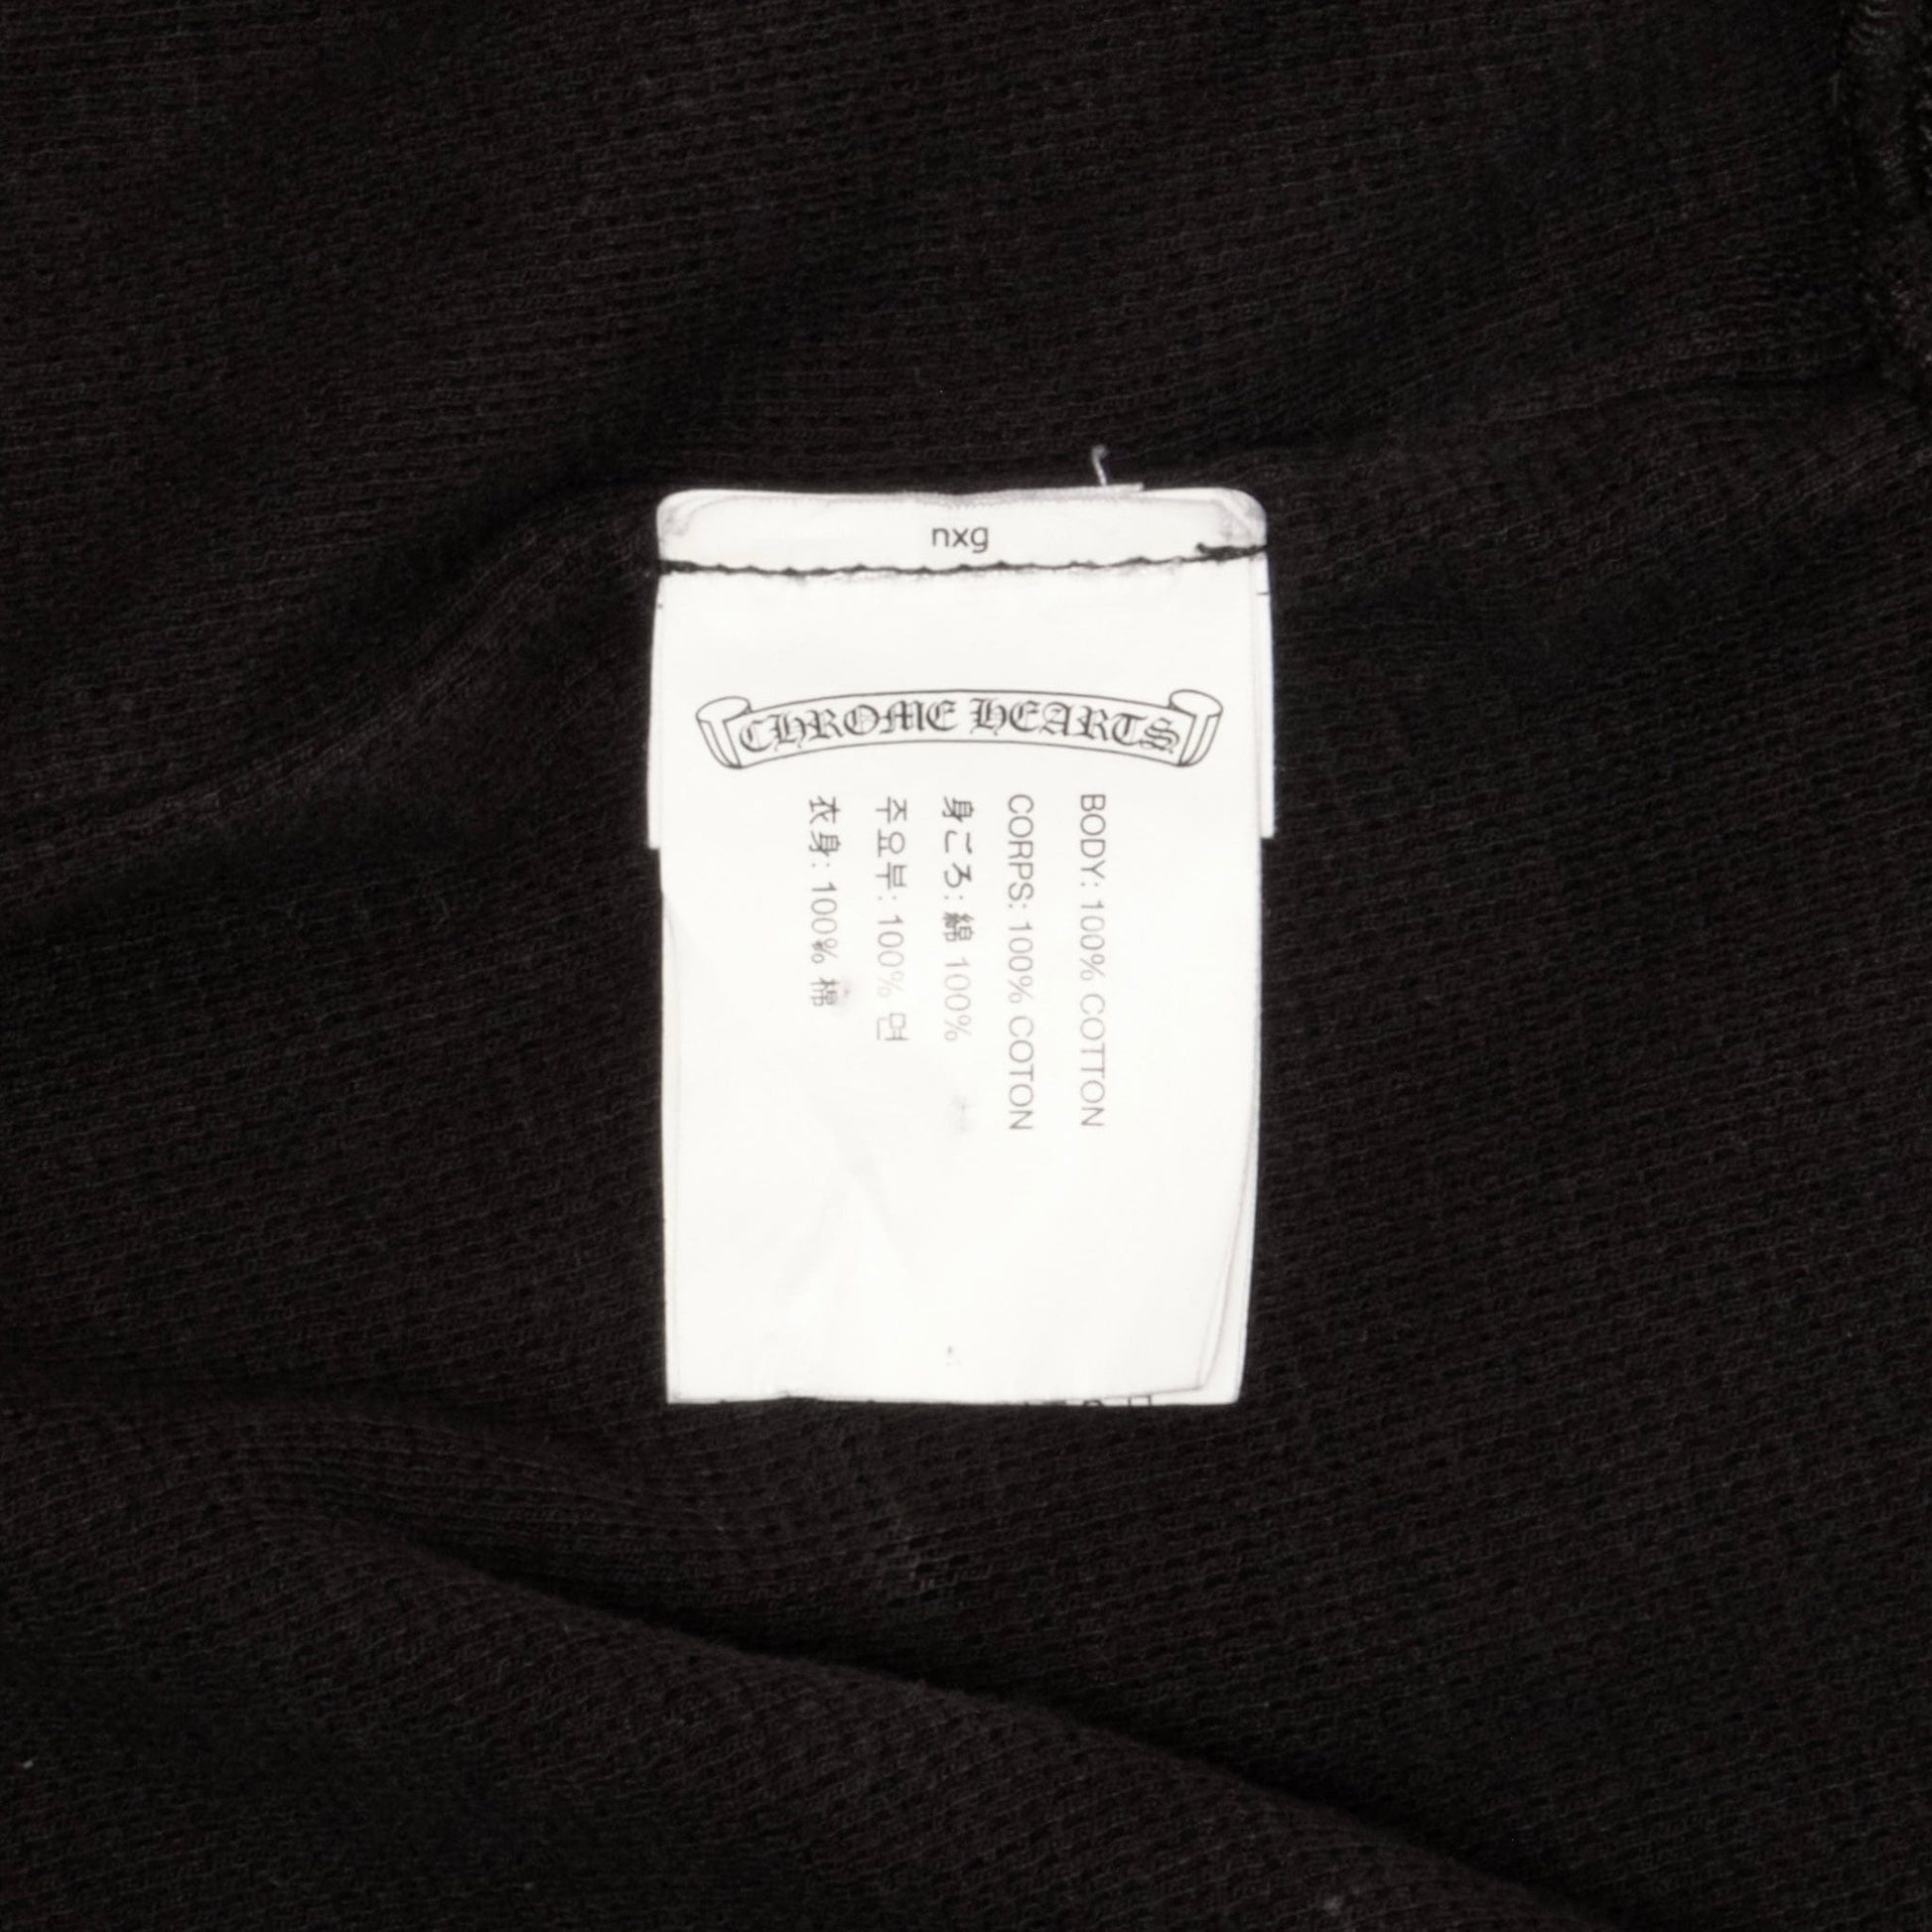 nxg
CHROME HEARTS
BODY: 100% COTTON
CORPS: 100% COTON
身ごろ: 綿 100%
주요부: 100% 면
衣身: 100% 棉